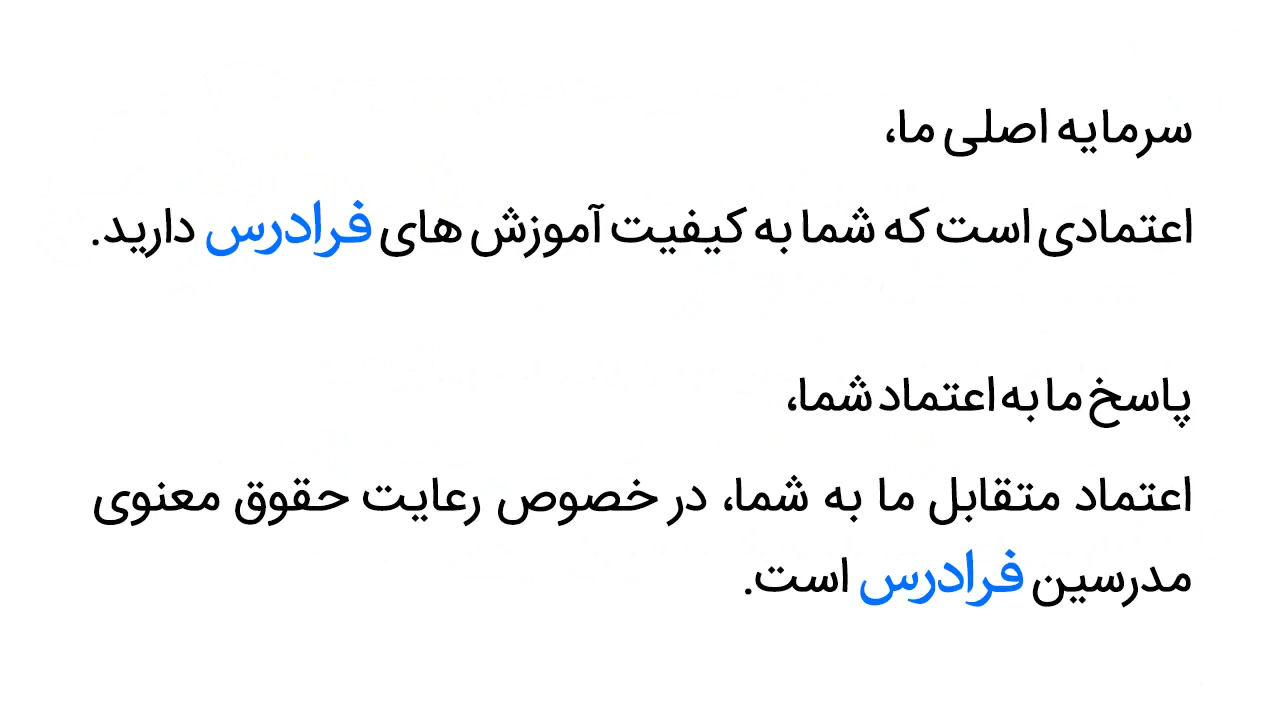 سرمایه اصلی ما،
اعتمادی است که شما به کیفیت آموزش های فرادرس دارید.
پاسخ ما به اعتماد شما،
اعتماد متقابل ما به شما، در خصوص رعایت حقوق معنوی
مدرسین فرادرس است.